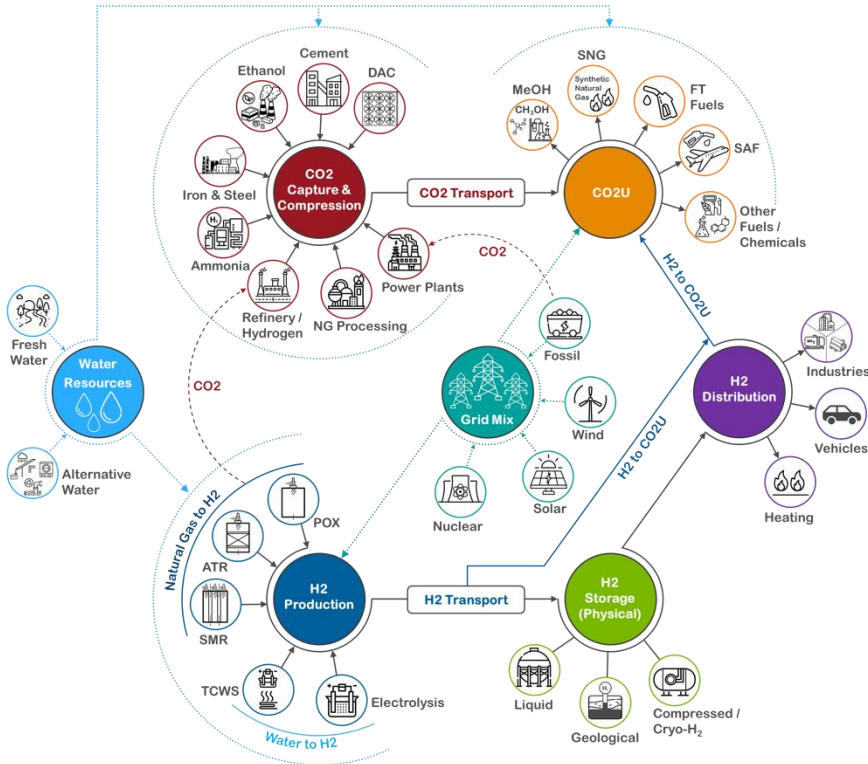 Cement
Ethanol
DAC
Iron & Steel
Ammonia
Refinery /
Hydrogen
NG Processing
Power Plants
CO2
Capture &
Compression
CO2 Transport
SNG
Synthetic
Natural
Gas
MeOH
CH₃OH
FT
Fuels
SAF
Other
Fuels /
Chemicals
CO2U
CO2
CO2
H2 to CO2U
H2 to CO2U
Fresh
Water
Water
Resources
Alternative
Water
Fossil
Wind
Solar
Nuclear
Grid Mix
H2
Distribution
Industries
Vehicles
Heating
Natural Gas to H2
POX
ATR
SMR
TCWS
Electrolysis
Water to H2
H2
Production
H2 Transport
H2
Storage
(Physical)
Liquid
Geological
Compressed /
Cryo-H₂